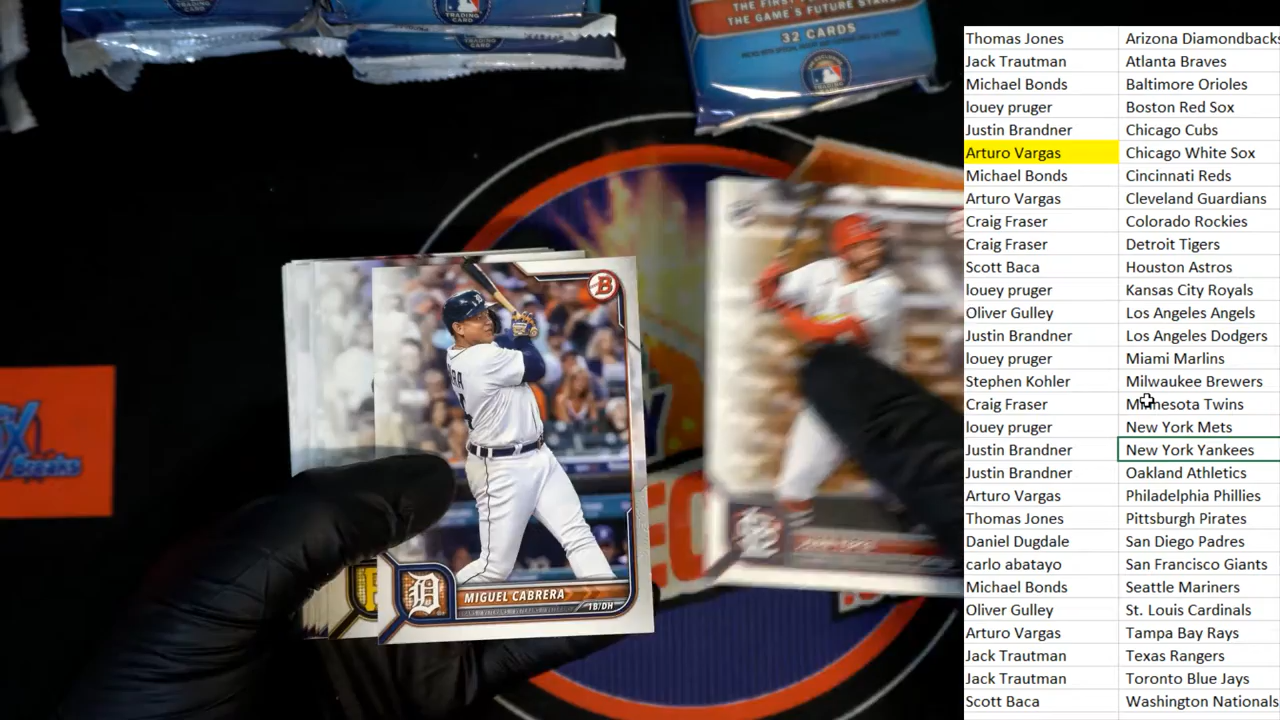 THE FIRST
THE GAME'S FUTURE STARS
32 CARDS
TRADING CARD
TRADING CARD
B
MIGUEL CABRERA
1B/DH
D
Breaks
Thomas Jones Arizona Diamondbacks
Jack Trautman Atlanta Braves
Michael Bonds Baltimore Orioles
louey pruger Boston Red Sox
Justin Brandner Chicago Cubs
Arturo Vargas Chicago White Sox
Michael Bonds Cincinnati Reds
Arturo Vargas Cleveland Guardians
Craig Fraser Colorado Rockies
Craig Fraser Detroit Tigers
Scott Baca Houston Astros
louey pruger Kansas City Royals
Oliver Gulley Los Angeles Angels
Justin Brandner Los Angeles Dodgers
louey pruger Miami Marlins
Stephen Kohler Milwaukee Brewers
Craig Fraser Minnesota Twins
louey pruger New York Mets
Justin Brandner New York Yankees
Justin Brandner Oakland Athletics
Arturo Vargas Philadelphia Phillies
Thomas Jones Pittsburgh Pirates
Daniel Dugdale San Diego Padres
carlo abatayo San Francisco Giants
Michael Bonds Seattle Mariners
Oliver Gulley St. Louis Cardinals
Arturo Vargas Tampa Bay Rays
Jack Trautman Texas Rangers
Jack Trautman Toronto Blue Jays
Scott Baca Washington Nationals